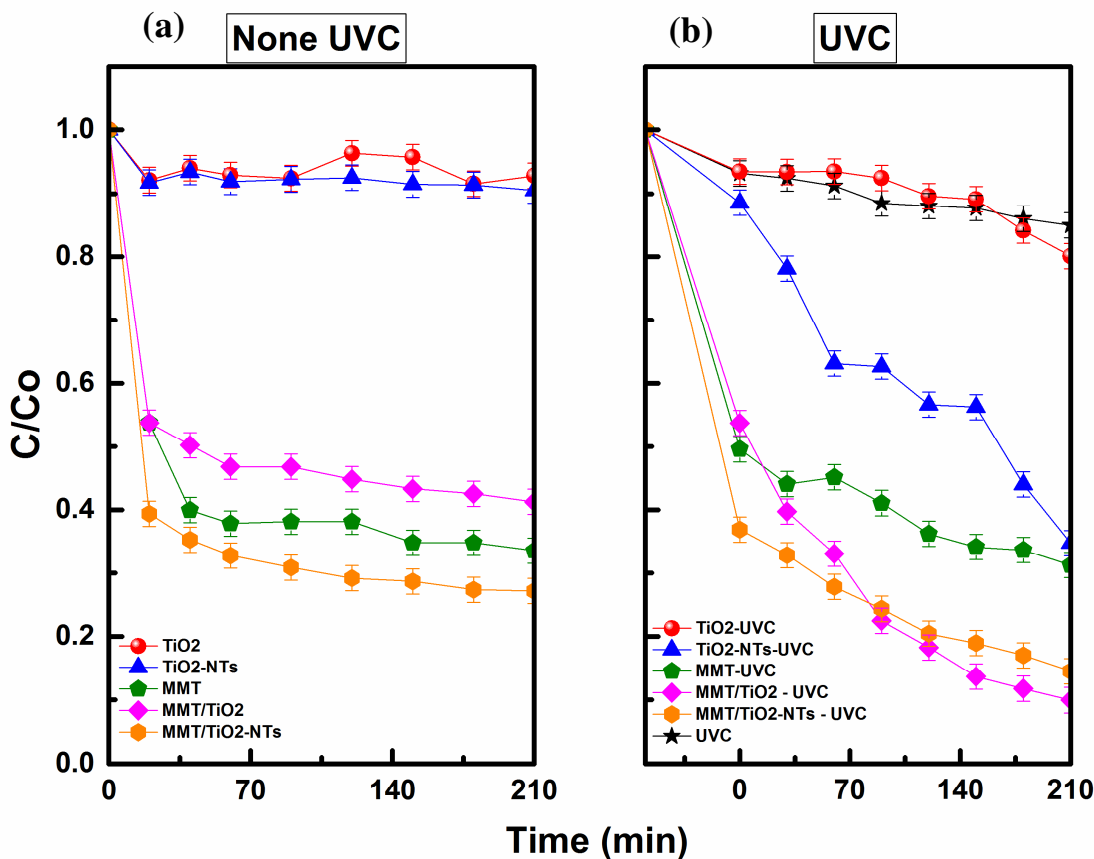 (a)
None UVC
(b)
UVC
C/Co
1.0
0.8
0.6
0.4
0.2
0.0
TiO2
TiO2-NTs
MMT
MMT/TiO2
MMT/TiO2-NTs
TiO2-UVC
TiO2-NTs-UVC
MMT-UVC
MMT/TiO2 - UVC
MMT/TiO2-NTs - UVC
UVC
0 70 140 210
0 70 140 210
Time (min)